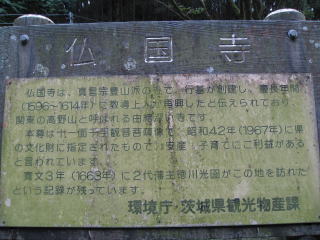 仏国寺
仏国寺は、真言宗豊山派の寺で、行基が創建し、慶長年間
(1596～1614年)に教導上人が再興したと伝えられており、
関東の高野山と呼ばれる由緒深い寺です。
本尊は十一面千手観音菩薩像で、昭和42年(1967年)に県
の文化財に指定されたもので、安産、子育てにご利益がある
と言われています。
寛文3年(1663年)に2代藩主徳川光圀がこの地を訪れた
という記録が残っています。
環境庁・茨城県観光物産課